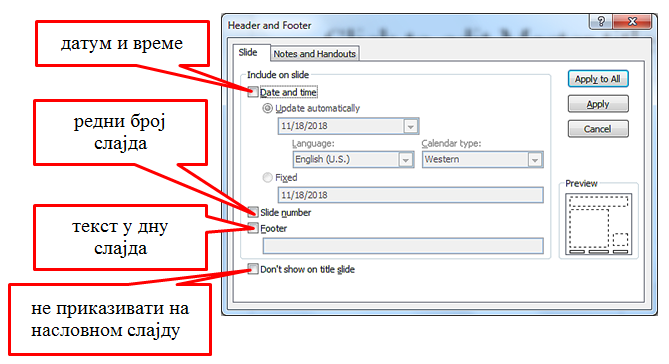 датум и време
редни број
слајда
текст у дну
слајда
не приказивати на
насловном слајду
Header and Footer
Slide
Notes and Handouts
Include on slide
Date and time
Update automatically
11/18/2018
Language:
Calendar type:
English (U.S.)
Western
Fixed
11/18/2018
Slide number
Footer
Don't show on title slide
Apply to All
Apply
Cancel
Preview